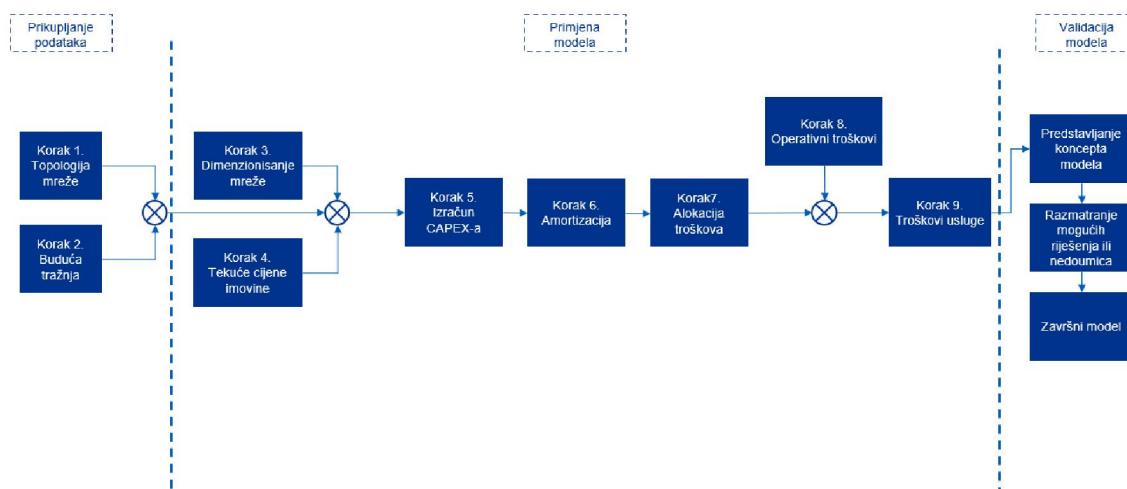 Prikupljanje
podataka
Primjena
modela
Validacija
modela
Korak 1.
Topologija
mreže
Korak 2.
Buduća
tražnja
Korak 3.
Dimenzionisanje
mreže
Korak 4.
Tekuće cijene
imovine
Korak 5.
Izračun
CAPEX-a
Korak 6.
Amortizacija
Korak7.
Alokacija
troškova
Korak 8.
Operativni troškovi
Korak 9.
Troškovi usluge
Predstavljanje
koncepta
modela
Razmatranje
mogućih
riješenja ili
nedoumica
Završni model